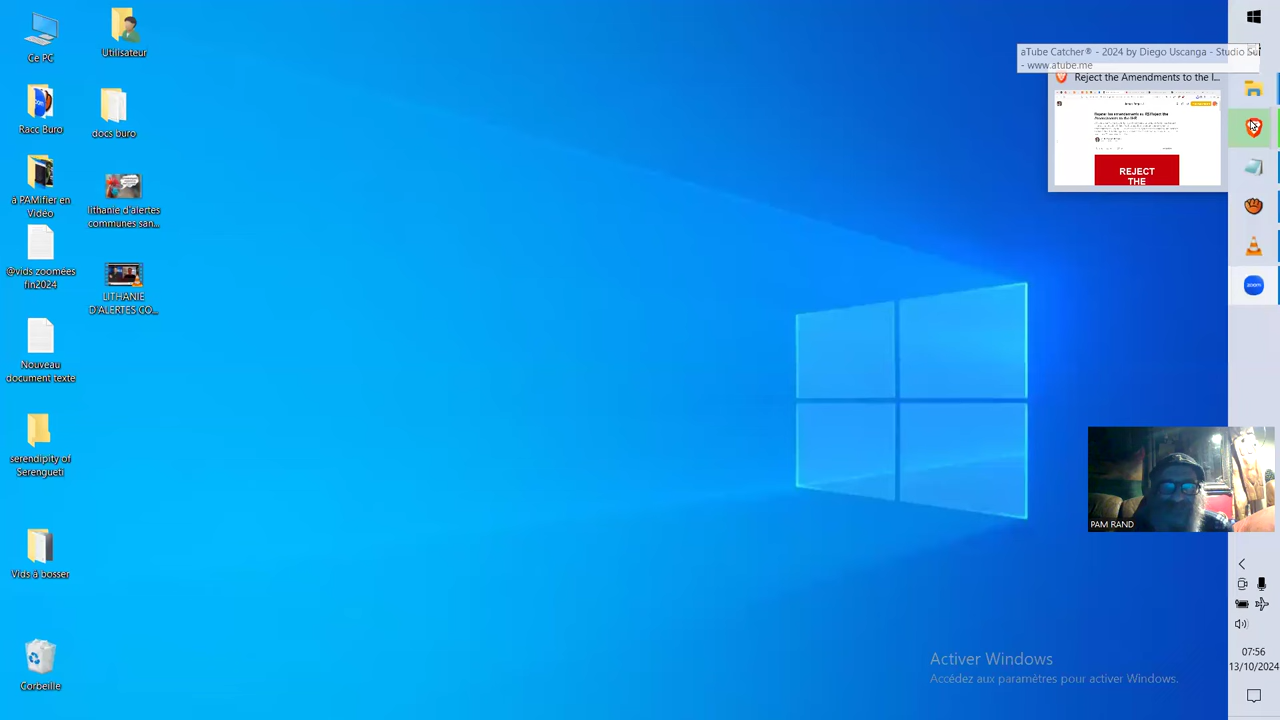 Ce PC
Utilisateur
Racc Buro
docs buro
a PAMifier en
Vidéo
lithanie d'alertes
communes san...
@vids zoomées
fin2024
LITHANIE
D'ALERTES CO...
Nouveau
document texte
serendipity of
Serengueti
Vids à bosser
Corbeille
aTube Catcher® - 2024 by Diego Uscanga - Studio Su
- www.atube.me
Reject the Amendments to the I...
REJECT
THE
PAM RAND
zoom
Activer Windows
Accédez aux paramètres pour activer Windows.
07:56
13/10/2024